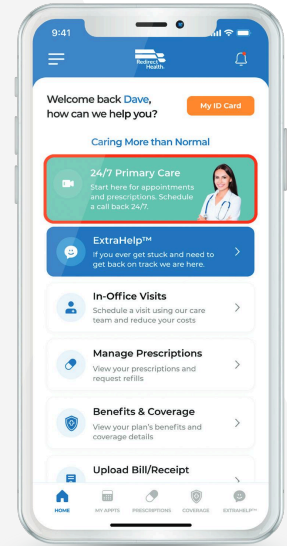 9:41
Redirect
Health.
Welcome back Dave,
how can we help you?
My ID Card
Caring More than Normal
24/7 Primary Care
Start here for appointments
and prescriptions. Schedule
a call back 24/7.
ExtraHelp™
If you ever get stuck and need to
get back on track we are here.
In-Office Visits
Schedule a visit using our care
team and reduce your costs
Manage Prescriptions
View your prescriptions and
request refills
Benefits & Coverage
View your plan's benefits and
coverage details
Upload Bill/Receipt
HOME
MY APPTS
PRESCRIPTIONS
COVERAGE
EXTRAHELP™